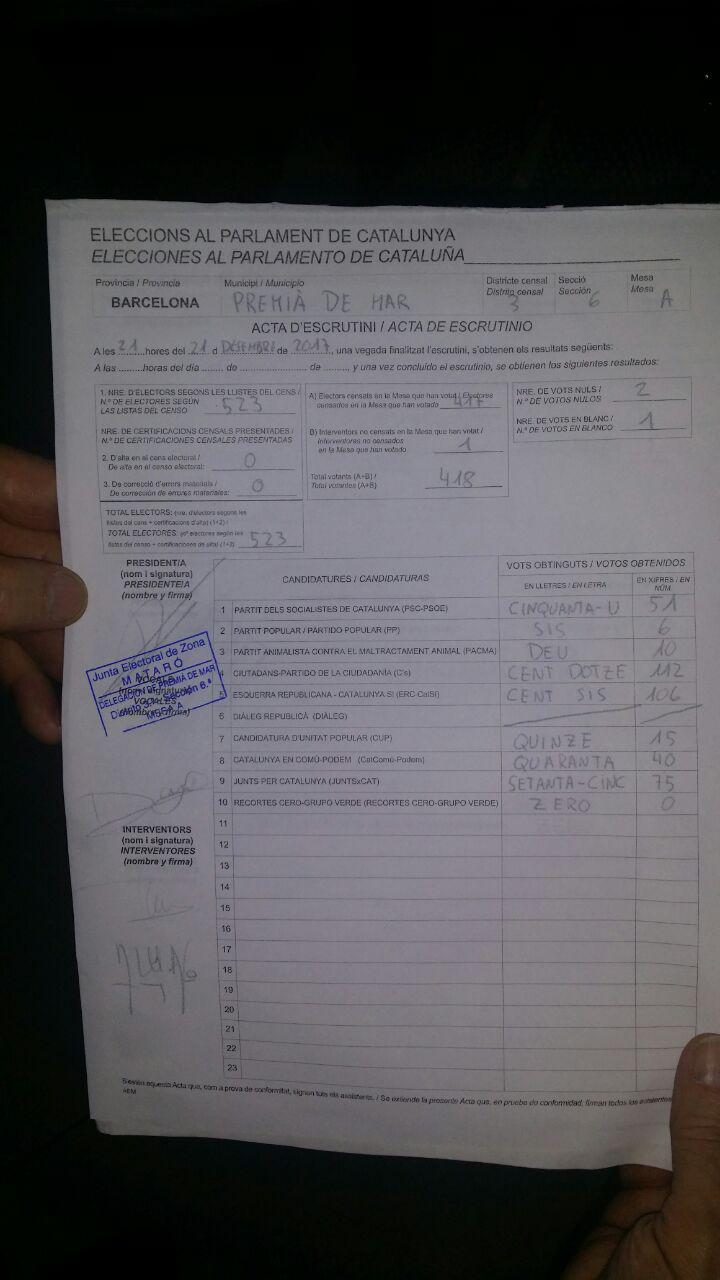 ELECCIONS AL PARLAMENT DE CATALUNYA
ELECCIONES AL PARLAMENTO DE CATALUÑA
Província / Provincia
BARCELONA
Municipi / Municipio
PREMIÀ DE MAR
Districte censal
Distrito censal
3
Secció
Sección
6
Mesa
Mesa
A
ACTA D'ESCRUTINI / ACTA DE ESCRUTINIO
A les 21 hores del 21 d DESEMBRE de 2017, una vegada finalitzat l'escrutini, s'obtenen els resultats següents:
A las ......... horas del día ....... de ........................ de ........., y una vez concluido el escrutinio, se obtienen los siguientes resultados:
1. NRE. D'ELECTORS SEGONS LES LLISTES DEL CENS /
N.º DE ELECTORES SEGÚN
LAS LISTAS DEL CENSO
523
NRE. DE CERTIFICACIONS CENSALS PRESENTADES /
N.º DE CERTIFICACIONES CENSALES PRESENTADAS
2. D'alta en el cens electoral /
De alta en el censo electoral: 0
3. De correcció d'errors materials /
De corrección de errores materiales: 0
TOTAL ELECTORS: (nre. d'electors segons les
llistes del cens + certificacions d'alta) (1+2) /
TOTAL ELECTORES: (nº electores según las
listas del censo + certificaciones de alta) (1+2) 523
A) Electors censats en la Mesa que han votat / Electores
censados en la Mesa que han votado 417
B) Interventors no censats en la Mesa que han votat /
Interventores no censados
en la Mesa que han votado 1
Total votants (A+B) /
Total votantes (A+B) 418
NRE. DE VOTS NULS /
N.º DE VOTOS NULOS 2
NRE. DE VOTS EN BLANC /
N.º DE VOTOS EN BLANCO 1
PRESIDENT/A
(nom i signatura)
PRESIDENTE/A
(nombre y firma)
Junta Electoral de Zona
MATARÓ
DELEGACIÓN DE PREMIÀ DE MAR
Sección 6.ª
MESA A
VOCALS
(nom i signatura)
VOCALES
(nombre y firma)
INTERVENTORS
(nom i signatura)
INTERVENTORES
(nombre y firma)
CANDIDATURES / CANDIDATURAS
VOTS OBTINGUTS / VOTOS OBTENIDOS
EN LLETRES / EN LETRA
EN XIFRES / EN NÚM.
1 PARTIT DELS SOCIALISTES DE CATALUNYA (PSC-PSOE) CINQUANTA-U 51
2 PARTIT POPULAR / PARTIDO POPULAR (PP) SIS 6
3 PARTIT ANIMALISTA CONTRA EL MALTRACTAMENT ANIMAL (PACMA) DEU 10
4 CIUTADANS-PARTIDO DE LA CIUDADANÍA (C's) CENT DOTZE 112
5 ESQUERRA REPUBLICANA - CATALUNYA SÍ (ERC-CatSí) CENT SIS 106
6 DIÀLEG REPUBLICÀ (DIÀLEG)
7 CANDIDATURA D'UNITAT POPULAR (CUP) QUINZE 15
8 CATALUNYA EN COMÚ-PODEM (CatComú-Podem) QUARANTA 40
9 JUNTS PER CATALUNYA (JUNTSxCAT) SETANTA-CINC 75
10 RECORTES CERO-GRUPO VERDE (RECORTES CERO-GRUPO VERDE) ZERO 0
11
12
13
14
15
16
17
18
19
20
21
22
23
S'estén aquesta Acta que, com a prova de conformitat, signen tots els assistents. / Se extiende la presente Acta que, en prueba de conformidad, firman todos los asistentes